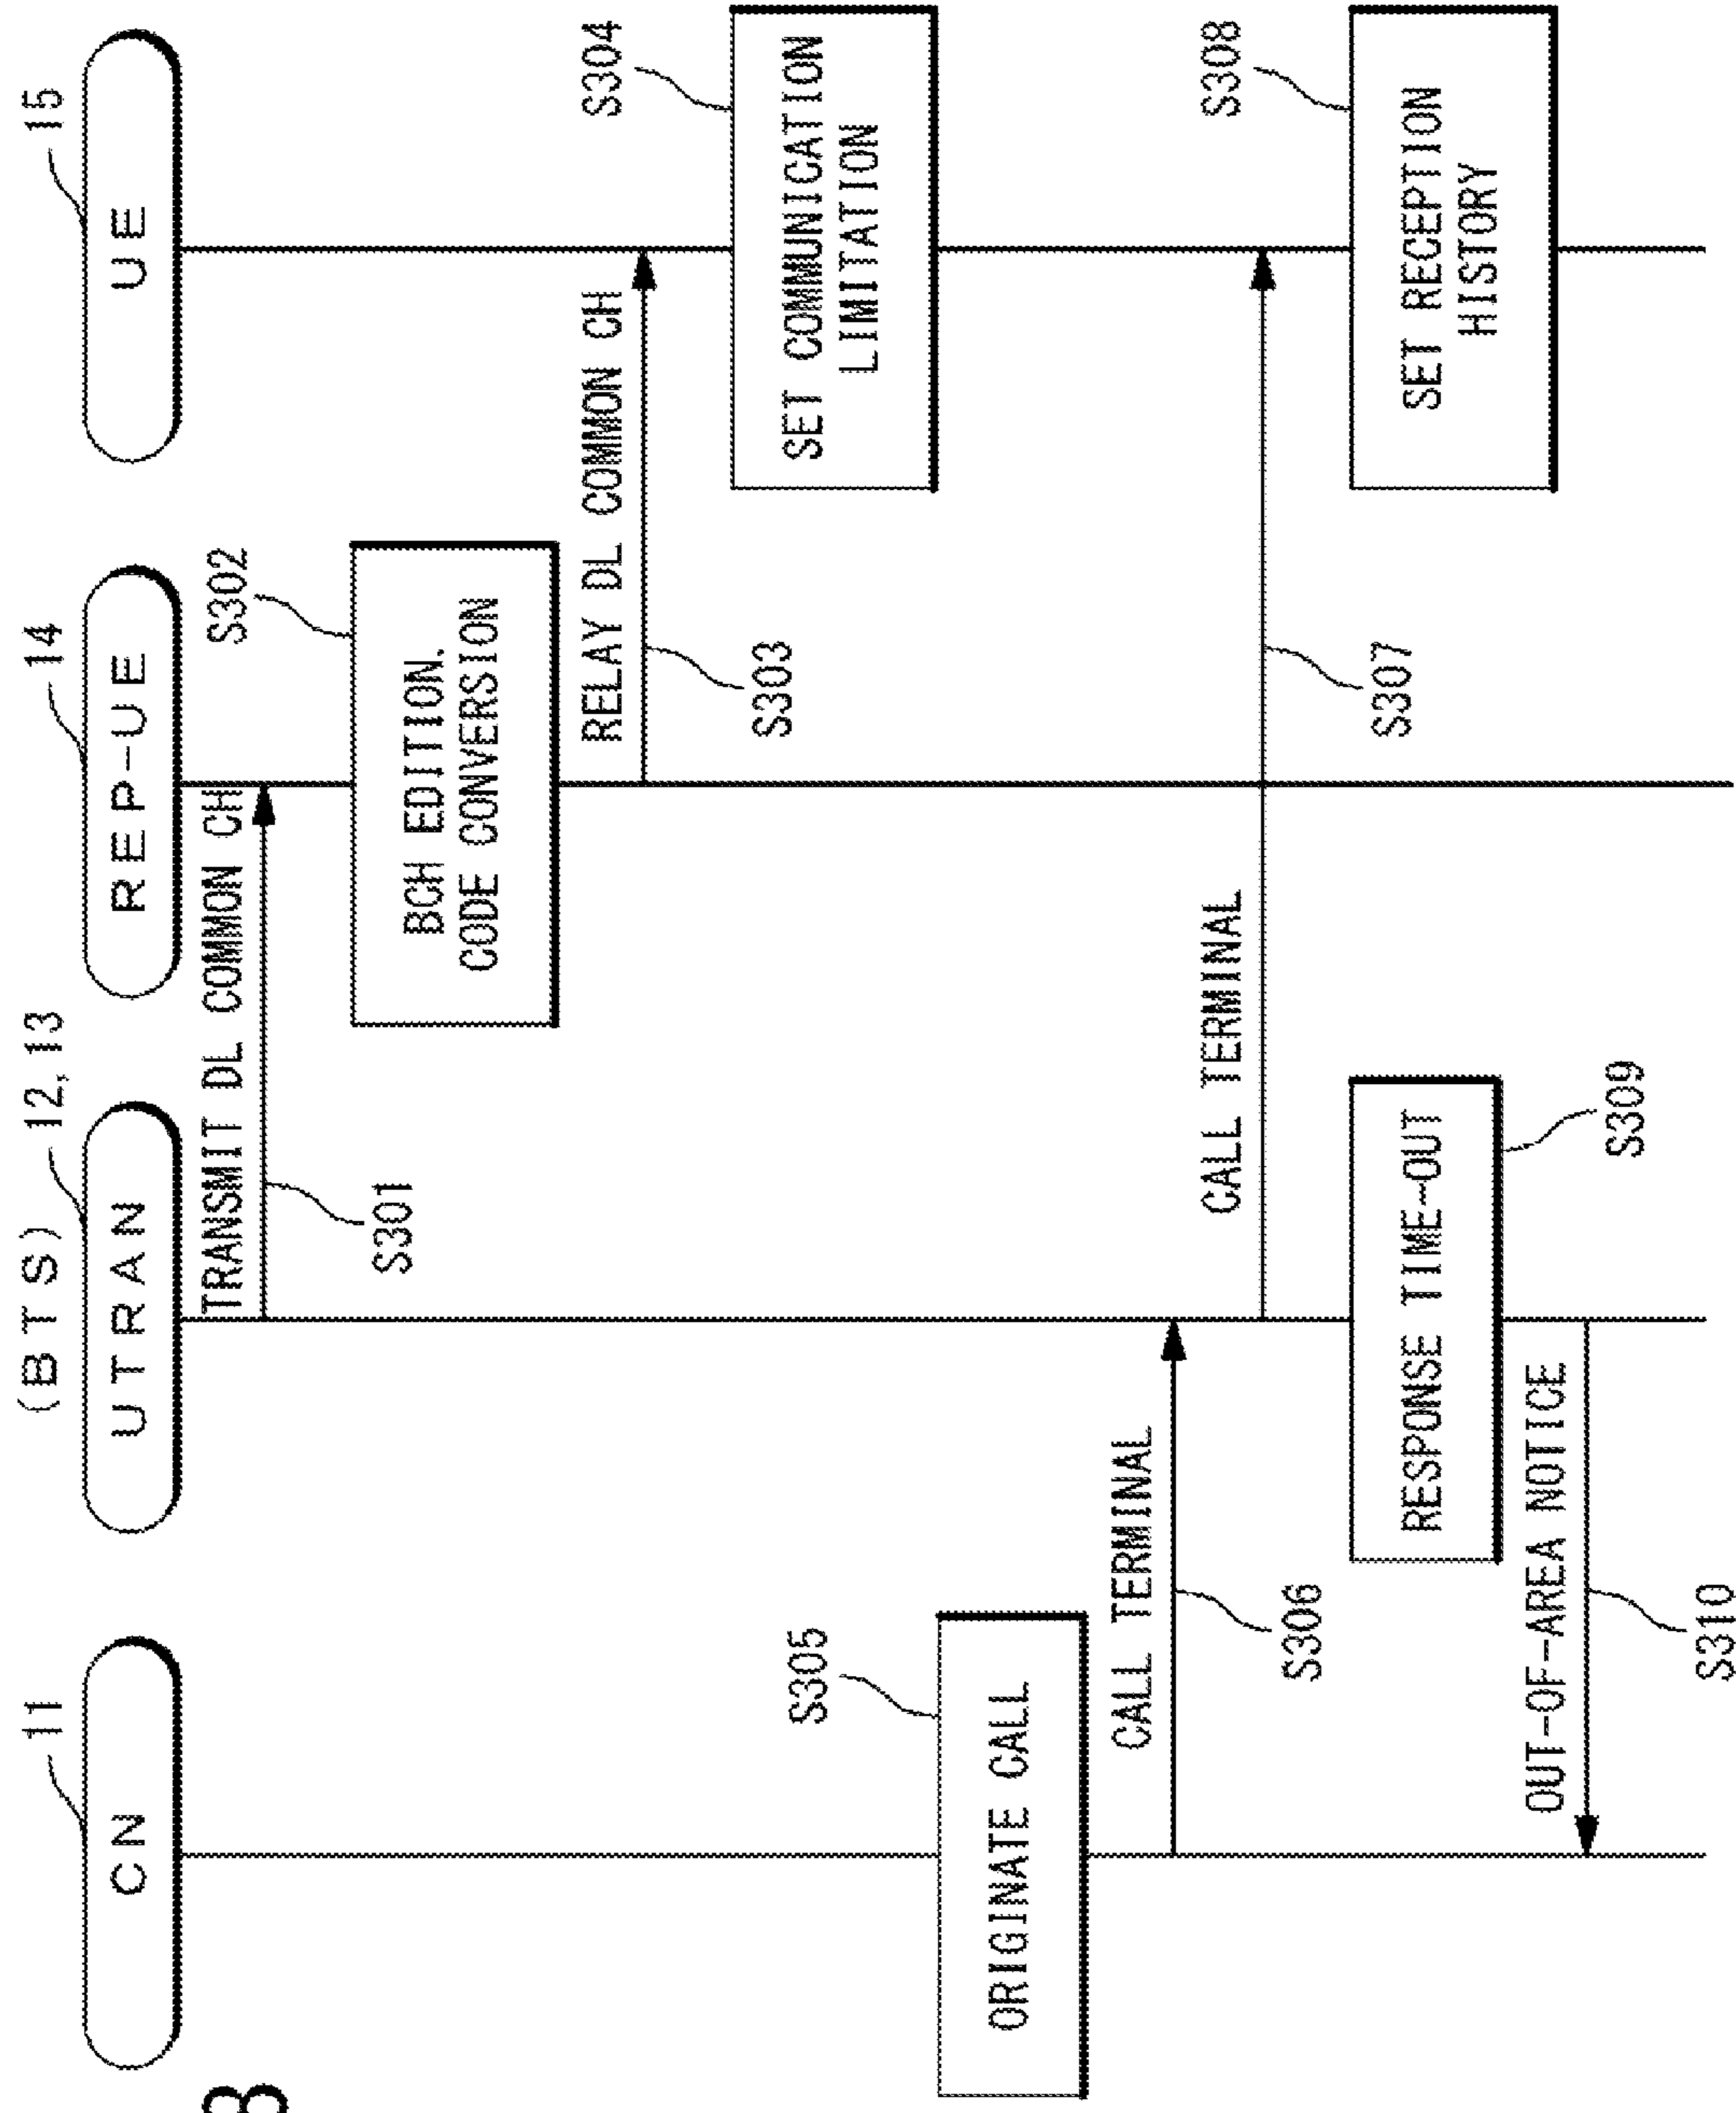 8
CN
11
(BTS)
UTRAN
12, 13
REP-UE
14
UE
15
TRANSMIT DL COMMON CH
S301
S302
BCH EDITION.
CODE CONVERSION
RELAY DL COMMON CH
S303
S304
SET COMMUNICATION
LIMITATION
S305
ORIGINATE CALL
CALL TERMINAL
S306
CALL TERMINAL
S307
S308
SET RECEPTION
HISTORY
RESPONSE TIME-OUT
S309
OUT-OF-AREA NOTICE
S310